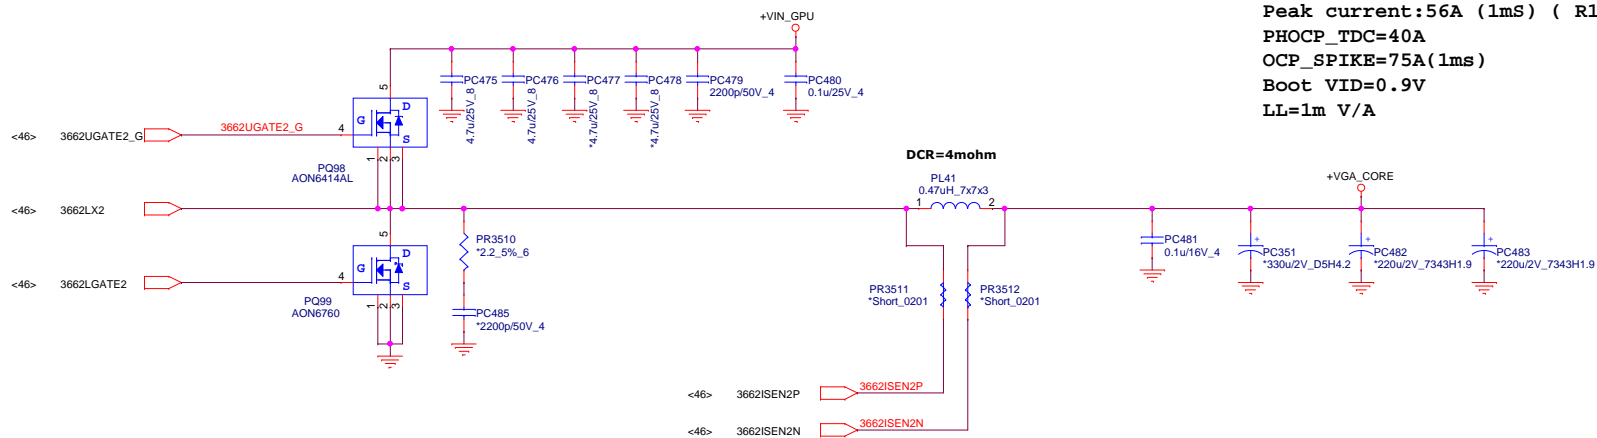 Peak current:56A (1mS) ( R1
PHOCP_TDC=40A
OCP_SPIKE=75A(1ms)
Boot VID=0.9V
LL=1m V/A
+VIN_GPU
PC475
4.7u/25V_8
PC476
4.7u/25V_8
PC477
*4.7u/25V_8
PC478
*4.7u/25V_8
PC479
2200p/50V_4
PC480
0.1u/25V_4
5
D
G
S
4
1
2
3
<46> 3662UGATE2_G
3662UGATE2_G
PQ98
AON6414AL
DCR=4mohm
PL41
0.47uH_7x7x3
1
2
+VGA_CORE
<46> 3662LX2
5
D
G
S
4
1
2
3
<46> 3662LGATE2
PQ99
AON6760
PR3510
*2.2_5%_6
PC485
*2200p/50V_4
PC481
0.1u/16V_4
PC351
*330u/2V_D5H4.2
PC482
*220u/2V_7343H1.9
PC483
*220u/2V_7343H1.9
+
+
+
PR3511
*Short_0201
PR3512
*Short_0201
<46> 3662ISEN2P
3662ISEN2P
<46> 3662ISEN2N
3662ISEN2N